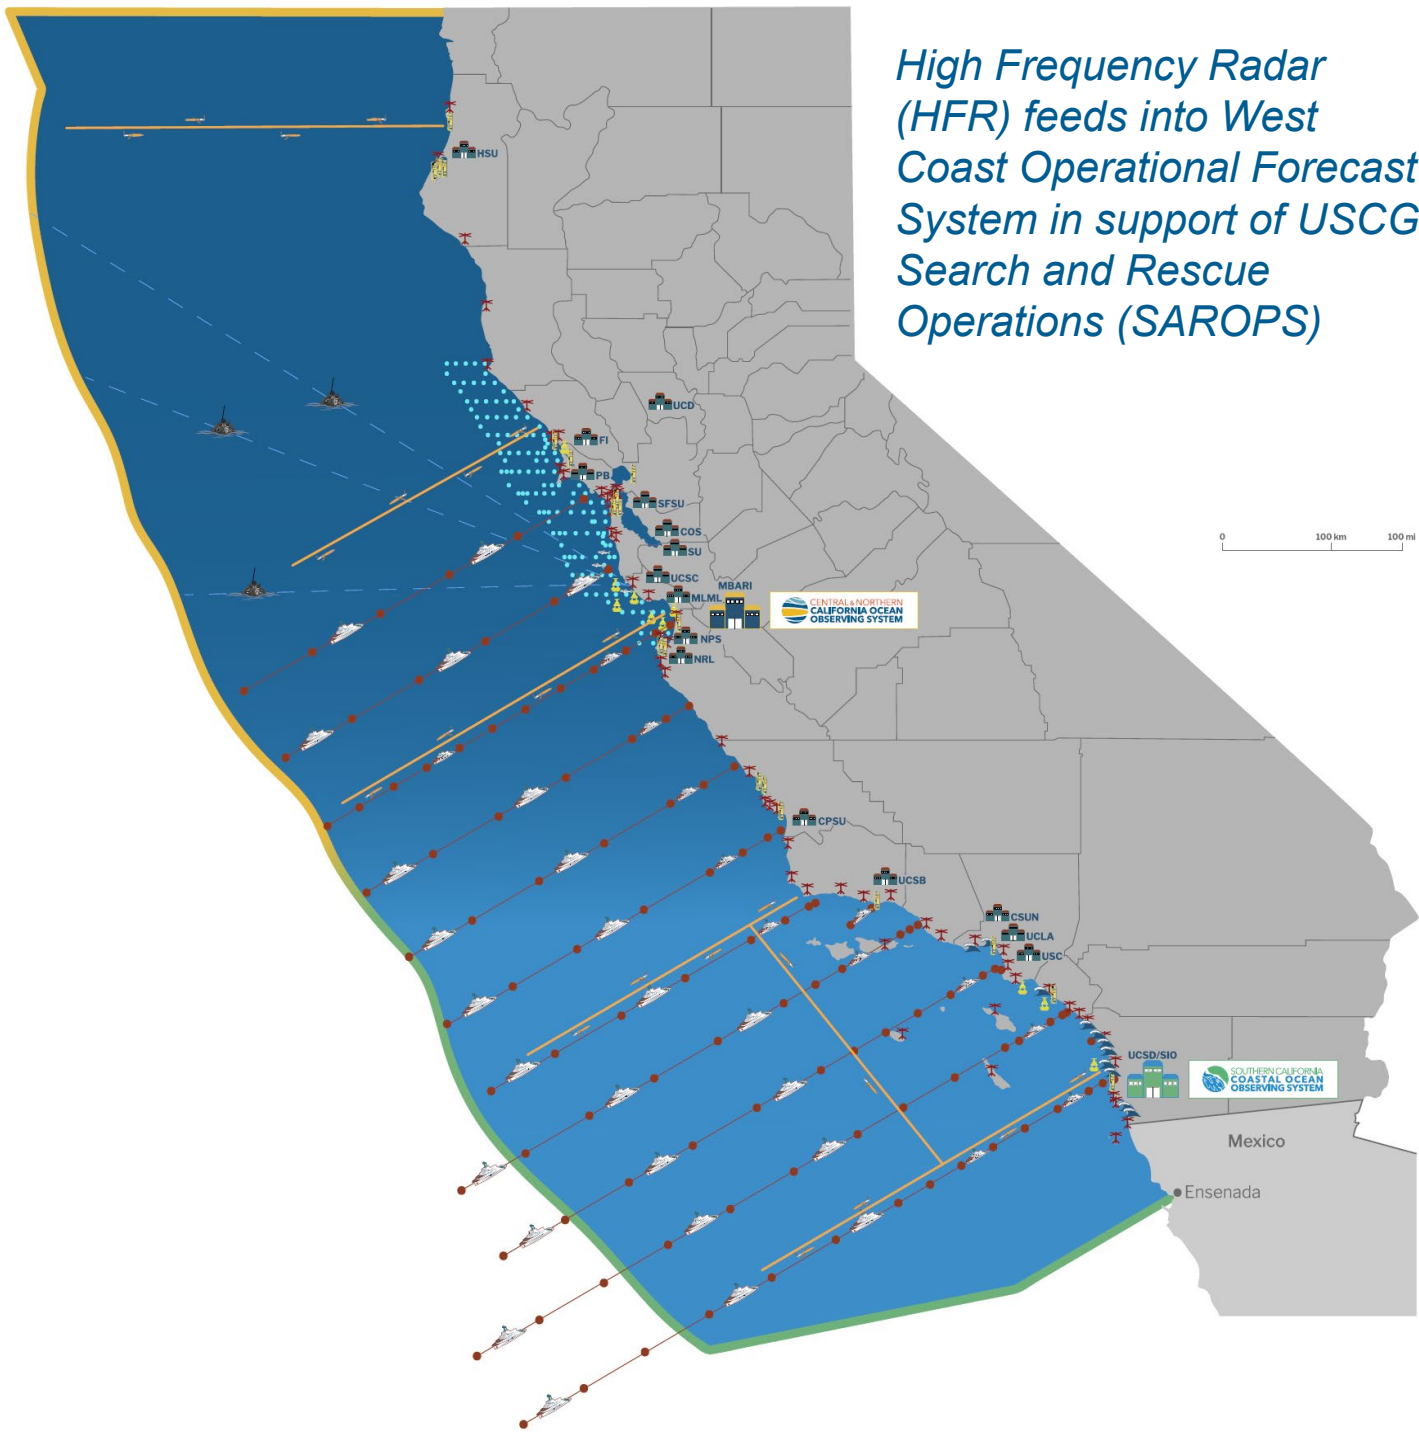 High Frequency Radar
(HFR) feeds into West
Coast Operational Forecast
System in support of USCG
Search and Rescue
Operations (SAROPS)
HSU
UCD
FI
PB
SFSU
COS
SU
0 100 km 100 mi
UCSC
MBARI
MLML
CENTRAL & NORTHERN
CALIFORNIA OCEAN
OBSERVING SYSTEM
NPS
NRL
CPSU
UCSB
CSUN
UCLA
USC
UCSD/SIO
SOUTHERN CALIFORNIA
COASTAL OCEAN
OBSERVING SYSTEM
Mexico
Ensenada